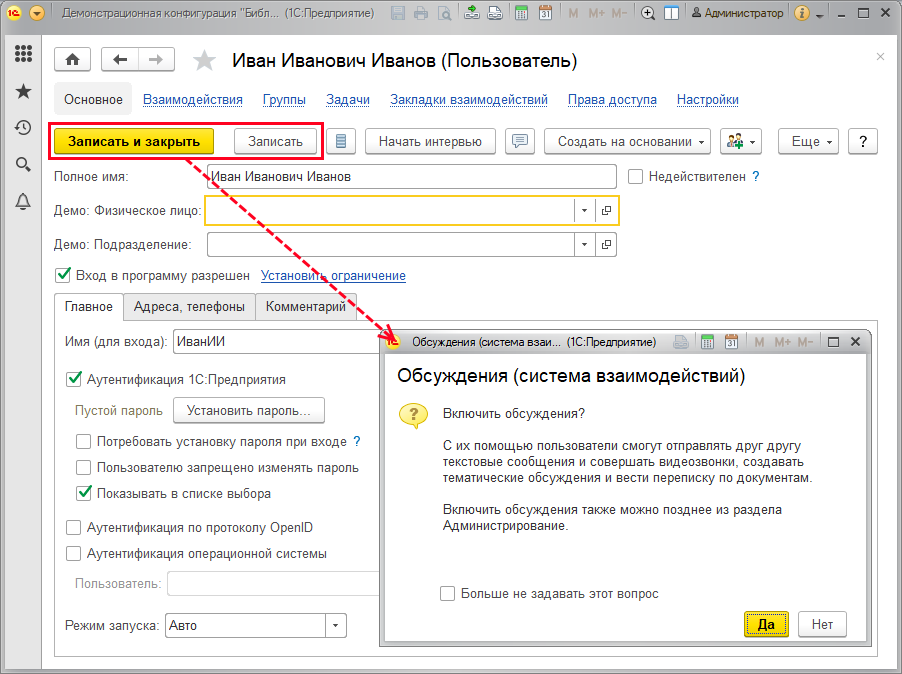 Демонстрационная конфигурация "Библ... (1С:Предприятие)
M M+ M-
Администратор
Иван Иванович Иванов (Пользователь)
Основное Взаимодействия Группы Задачи Закладки взаимодействий Права доступа Настройки
Записать и закрыть Записать Начать интервью Создать на основании Еще ?
Полное имя: Иван Иванович Иванов Недействителен ?
Демо: Физическое лицо:
Демо: Подразделение:
Вход в программу разрешен Установить ограничение
Главное Адреса, телефоны Комментарий
Имя (для входа): ИванИИ
Аутентификация 1С:Предприятия
Пустой пароль Установить пароль...
Потребовать установку пароля при входе ?
Пользователю запрещено изменять пароль
Показывать в списке выбора
Аутентификация по протоколу OpenID
Аутентификация операционной системы
Пользователь:
Режим запуска: Авто
Обсуждения (система взаи... (1С:Предприятие)
31 M M+ M-
Обсуждения (система взаимодействий)
Включить обсуждения?
С их помощью пользователи смогут отправлять друг другу
текстовые сообщения и совершать видеозвонки, создавать
тематические обсуждения и вести переписку по документам.
Включить обсуждения также можно позднее из раздела
Администрирование.
Больше не задавать этот вопрос
Да Нет